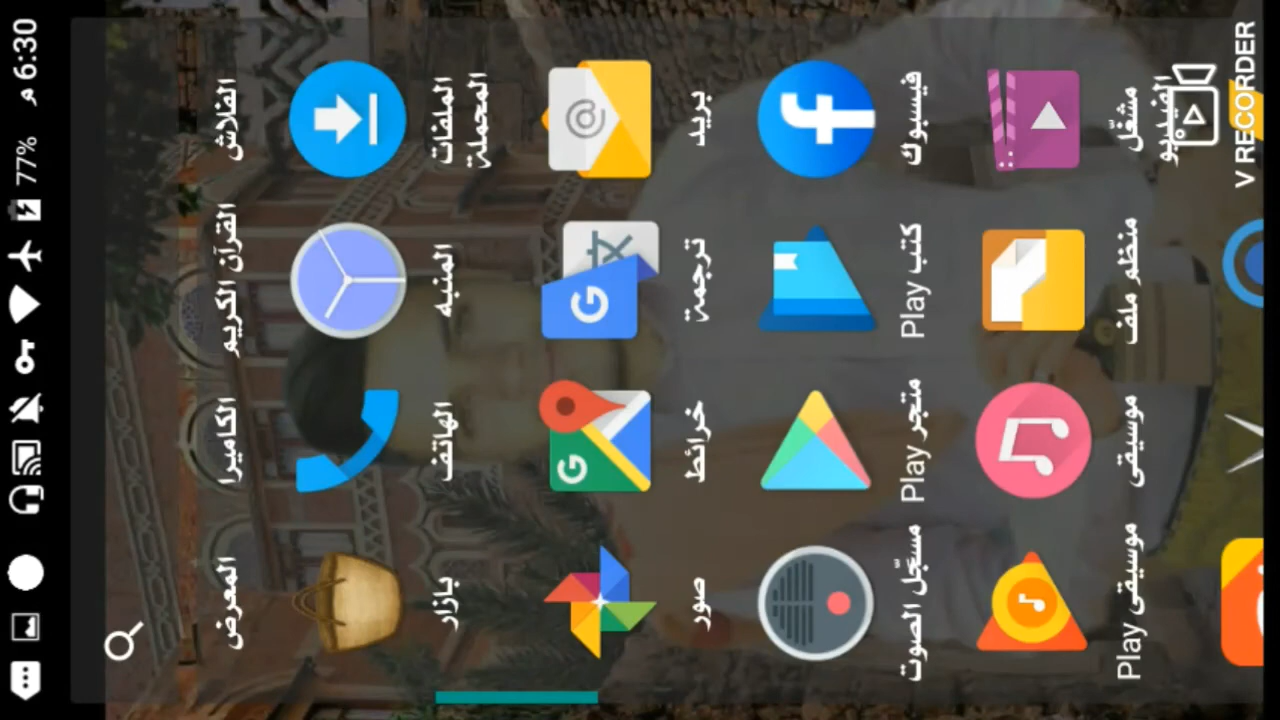 77% 6:30 م
الفلاش
القرآن الكريم
الكاميرا
المعرض
الملفات
المحملة
المنبه
الهاتف
بازار
بريد
ترجمة
خرائط
صور
فيسبوك
كتب Play
متجر Play
مسجّل الصوت
مشغّل
الفيديو
منظم ملف
موسيقى
موسيقى Play
V RECORDER